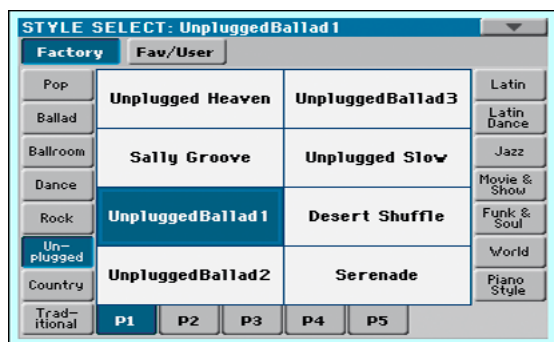 STYLE SELECT: UnpluggedBallad1
Factory Fav/User
Pop
Ballad
Ballroom
Dance
Rock
Un-
plugged
Country
Trad-
itional
Unplugged Heaven UnpluggedBallad3
Sally Groove Unplugged Slow
UnpluggedBallad1 Desert Shuffle
UnpluggedBallad2 Serenade
Latin
Latin
Dance
Jazz
Movie &
Show
Funk &
Soul
World
Piano
Style
P1 P2 P3 P4 P5